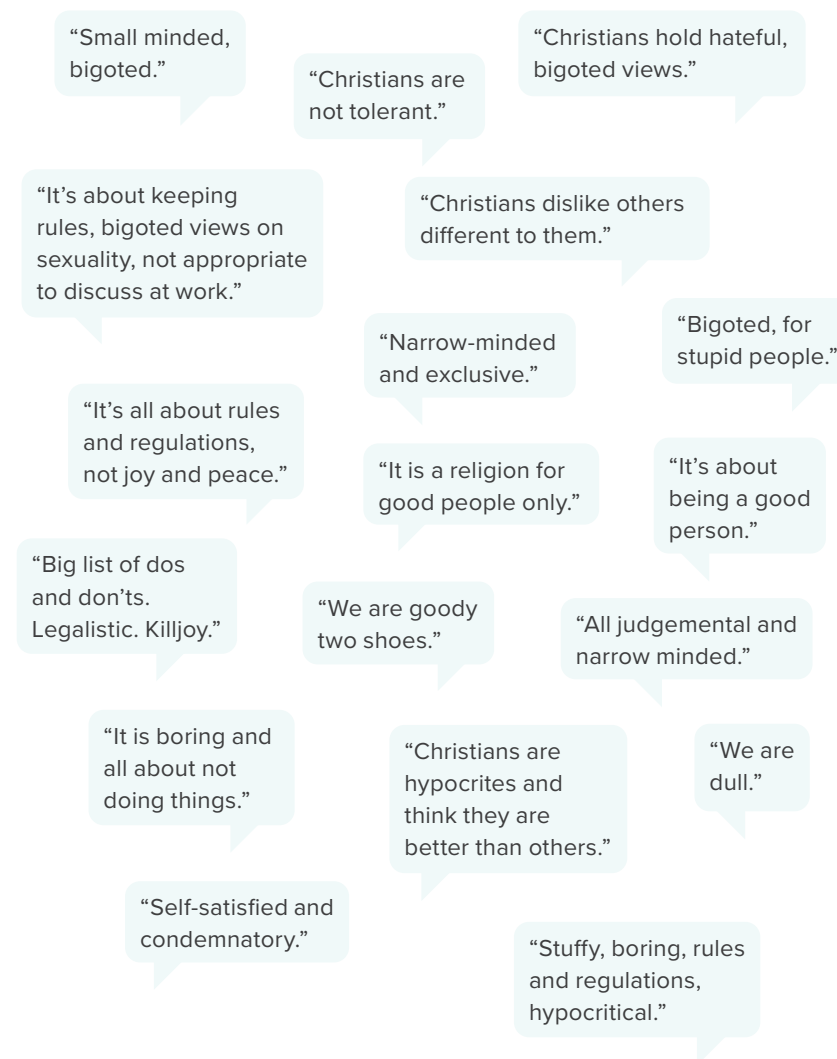 “Small minded,
bigoted.”
“Christians are
not tolerant.”
“Christians hold hateful,
bigoted views.”
“It’s about keeping
rules, bigoted views on
sexuality, not appropriate
to discuss at work.”
“Christians dislike others
different to them.”
“Narrow-minded
and exclusive.”
“Bigoted, for
stupid people.”
“It’s all about rules
and regulations,
not joy and peace.”
“It is a religion for
good people only.”
“It’s about
being a good
person.”
“Big list of dos
and don’ts.
Legalistic. Killjoy.”
“We are goody
two shoes.”
“All judgemental and
narrow minded.”
“It is boring and
all about not
doing things.”
“Christians are
hypocrites and
think they are
better than others.”
“We are
dull.”
“Self-satisfied and
condemnatory.”
“Stuffy, boring, rules
and regulations,
hypocritical.”